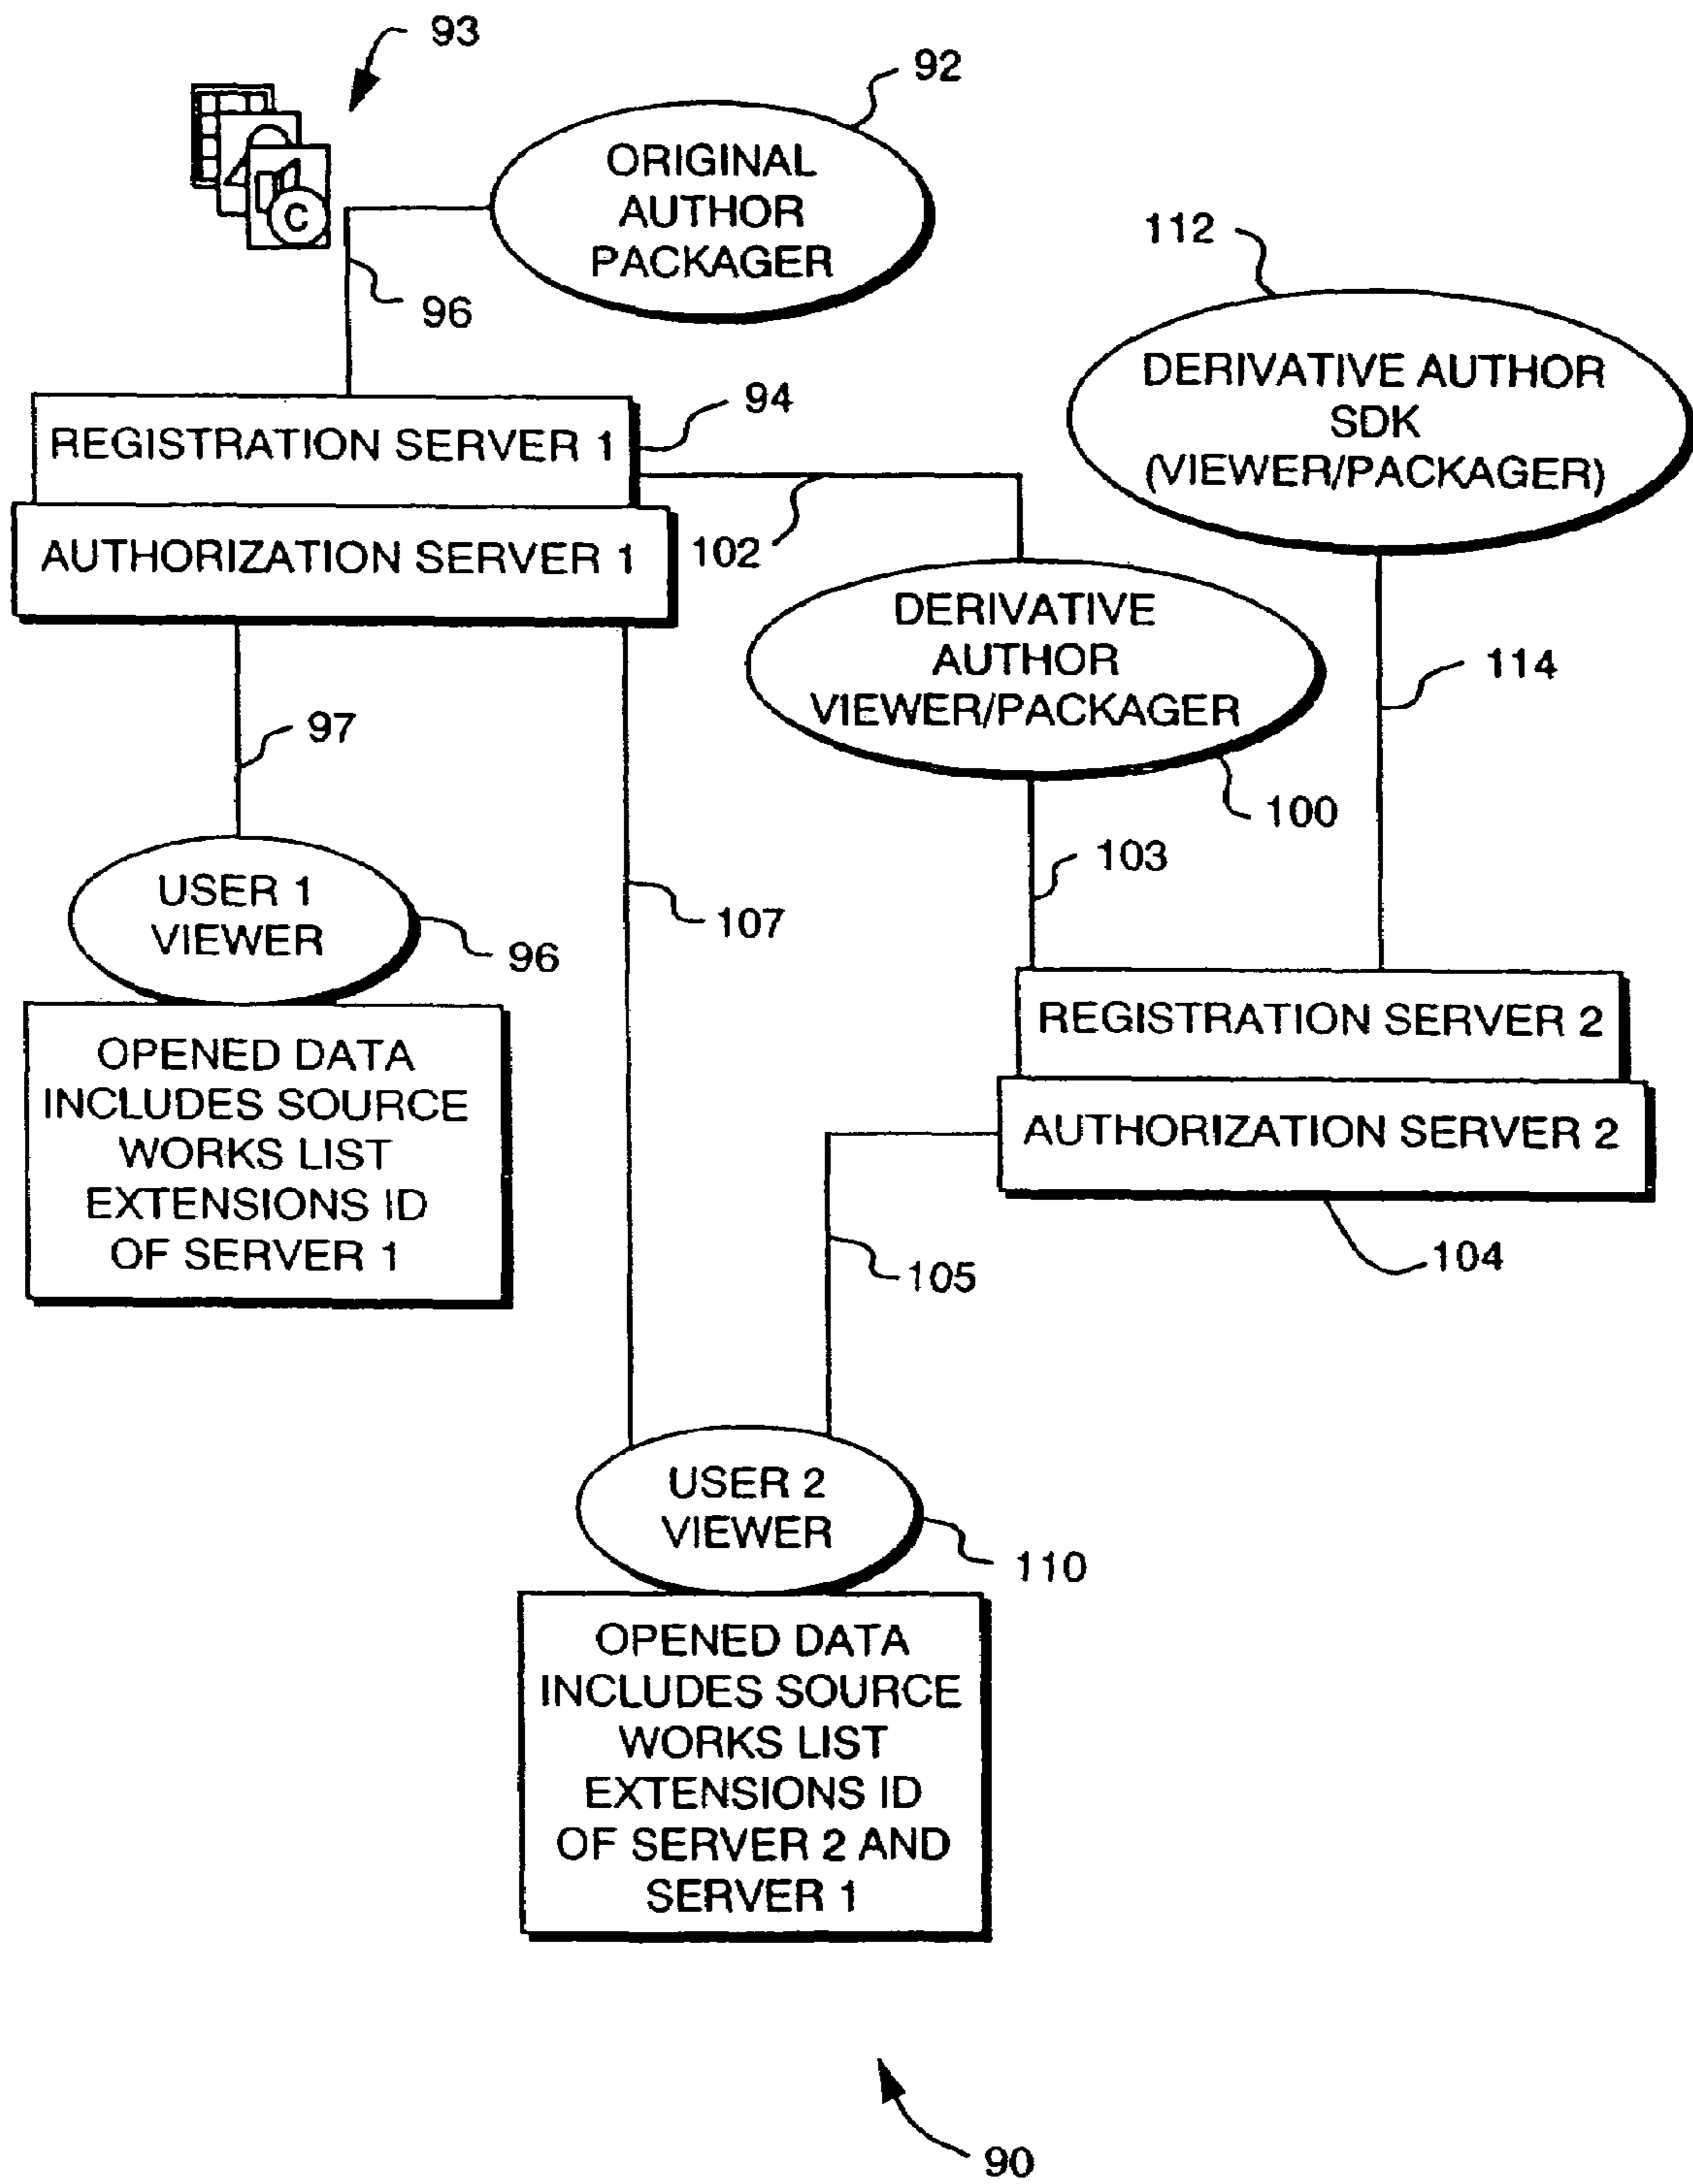 93
92
ORIGINAL
AUTHOR
PACKAGER
C
96
112
DERIVATIVE AUTHOR
SDK
(VIEWER/PACKAGER)
94
REGISTRATION SERVER 1
AUTHORIZATION SERVER 1
102
DERIVATIVE
AUTHOR
VIEWER/PACKAGER
114
97
100
103
107
USER 1
VIEWER
96
REGISTRATION SERVER 2
AUTHORIZATION SERVER 2
OPENED DATA
INCLUDES SOURCE
WORKS LIST
EXTENSIONS ID
OF SERVER 1
104
105
USER 2
VIEWER
110
OPENED DATA
INCLUDES SOURCE
WORKS LIST
EXTENSIONS ID
OF SERVER 2 AND
SERVER 1
90